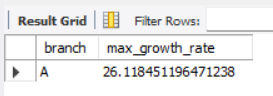 Result Grid Filter Rows:
branch max_growth_rate
A 26.118451196471238